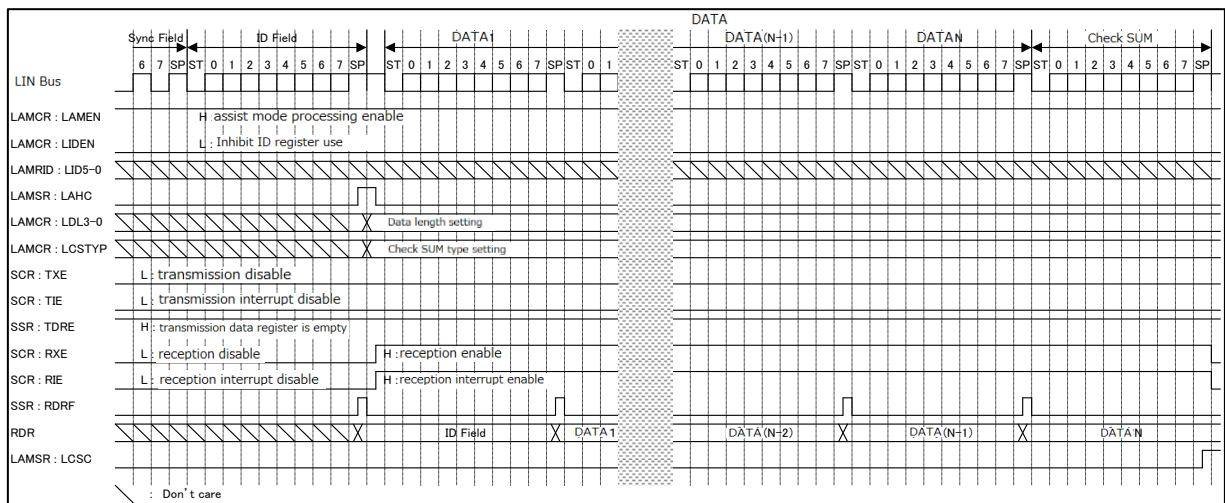 DATA
Sync Field ID Field DATA1 DATA(N-1) DATAN Check SUM
6 7 SP ST 0 1 2 3 4 5 6 7 SP ST 0 1 2 3 4 5 6 7 SP ST 0 1 ST 0 1 2 3 4 5 6 7 SP ST 0 1 2 3 4 5 6 7 SP ST 0 1 2 3 4 5 6 7 SP
LIN Bus
LAMCR : LAMEN H : assist mode processing enable
LAMCR : LIDEN L : Inhibit ID register use
LAMRID : LID5-0
LAMSR : LAHC
LAMCR : LDL3-0 Data length setting
LAMCR : LCSTYP Check SUM type setting
SCR : TXE L : transmission disable
SCR : TIE L : transmission interrupt disable
SSR : TDRE H : transmission data register is empty
SCR : RXE L : reception disable H : reception enable
SCR : RIE L : reception interrupt disable H : reception interrupt enable
SSR : RDRF
RDR ID Field DATA1 DATA(N-2) DATA(N-1) DATA N
LAMSR : LCSC
: Don't care